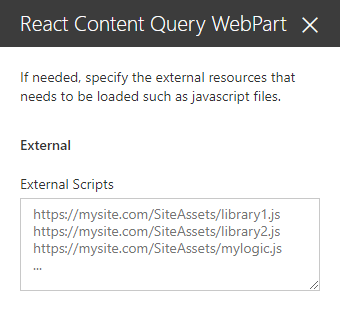 React Content Query WebPart
If needed, specify the external resources that
needs to be loaded such as javascript files.
External
External Scripts
https://mysite.com/SiteAssets/library1.js
https://mysite.com/SiteAssets/library2.js
https://mysite.com/SiteAssets/mylogic.js
...